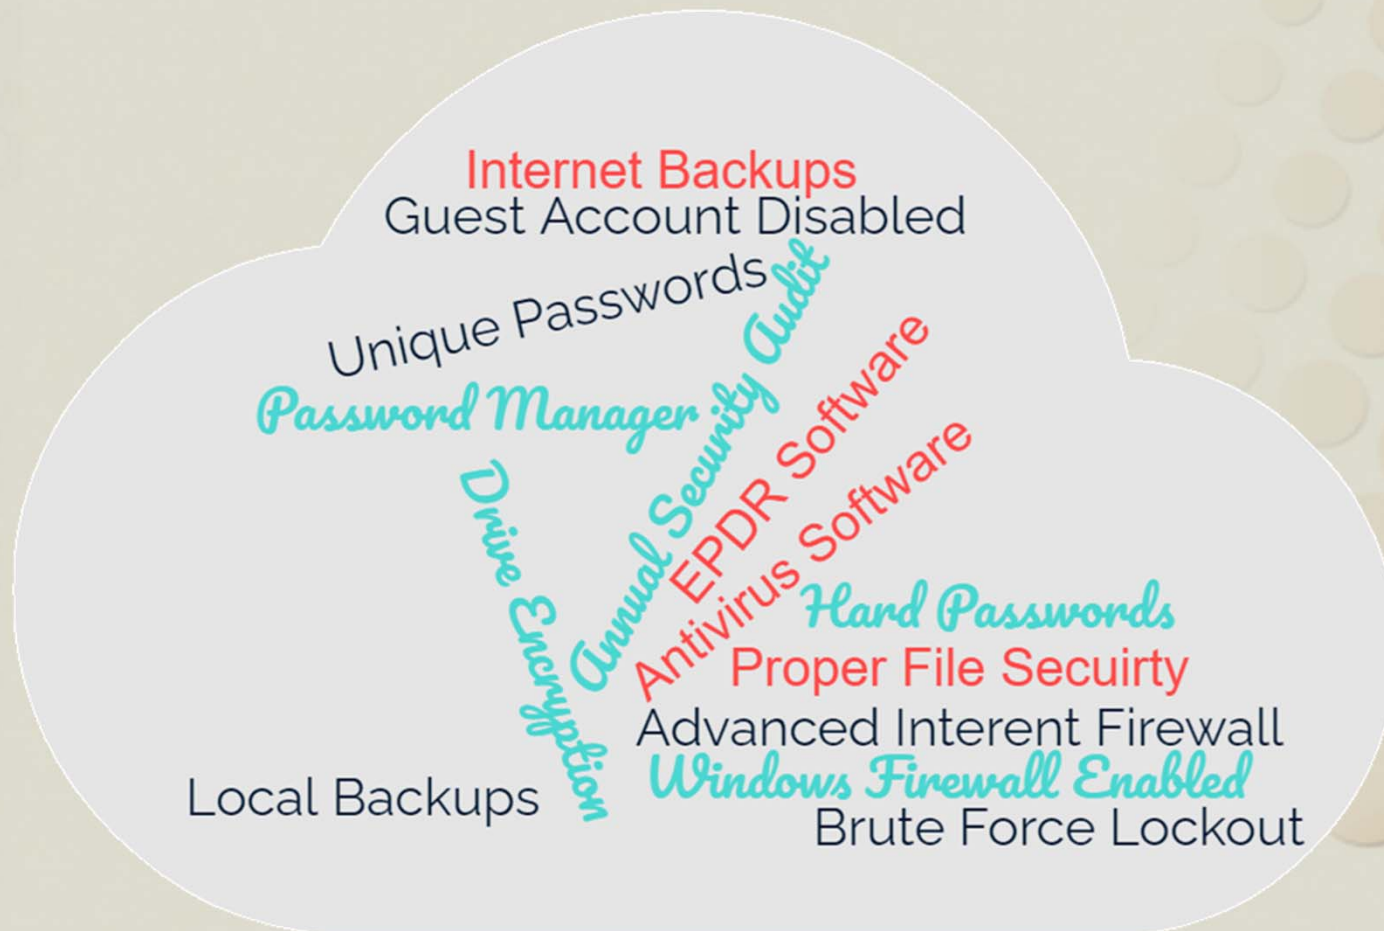 Internet Backups
Guest Account Disabled
Unique Passwords
Password Manager
Annual Security Audit
EPDR Software
Antivirus Software
Drive Encryption
Hard Passwords
Proper File Secuirty
Advanced Interent Firewall
Windows Firewall Enabled
Local Backups
Brute Force Lockout